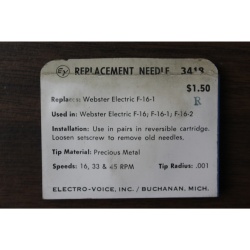 EV REPLACEMENT NEEDLE
$1.50
Replaces: Webster Electric F-16-1
R
Used in: Webster Electric F-16; F-16-1; F-16-2
Installation: Use in pairs in reversible cartridge.
Loosen setscrew to remove old needles.
Tip Material: Precious Metal
Speeds: 16, 33 & 45 RPM Tip Radius: .001
ELECTRO-VOICE, INC. / BUCHANAN, MICH.